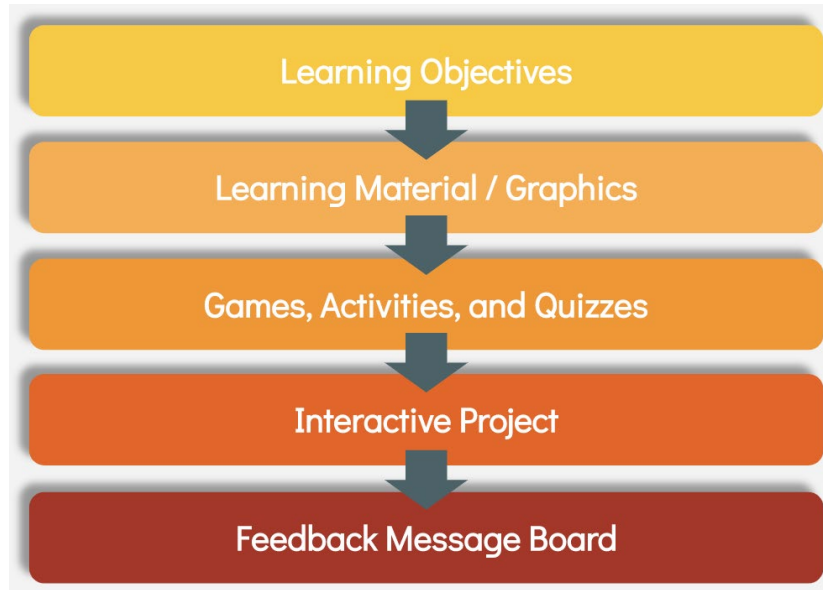 Learning Objectives
Learning Material / Graphics
Games, Activities, and Quizzes
Interactive Project
Feedback Message Board